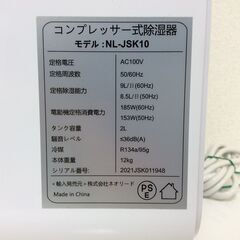 コンプレッサー式除湿器
モデル:NL-JSK10
定格電圧 AC100V
定格周波数 50/60Hz
定格除湿能力 9L/日(60Hz)
8.5L/日(50Hz)
電動機定格消費電力 185W(60Hz)
153W(50Hz)
タンク容量 2L
騒音レベル ≤36dB(A)
冷媒 R134a/95g
本体重量 12kg
シリアルNo. 2021JSK011948
<輸入発売元>株式会社ネオリード
Made in China
PSE